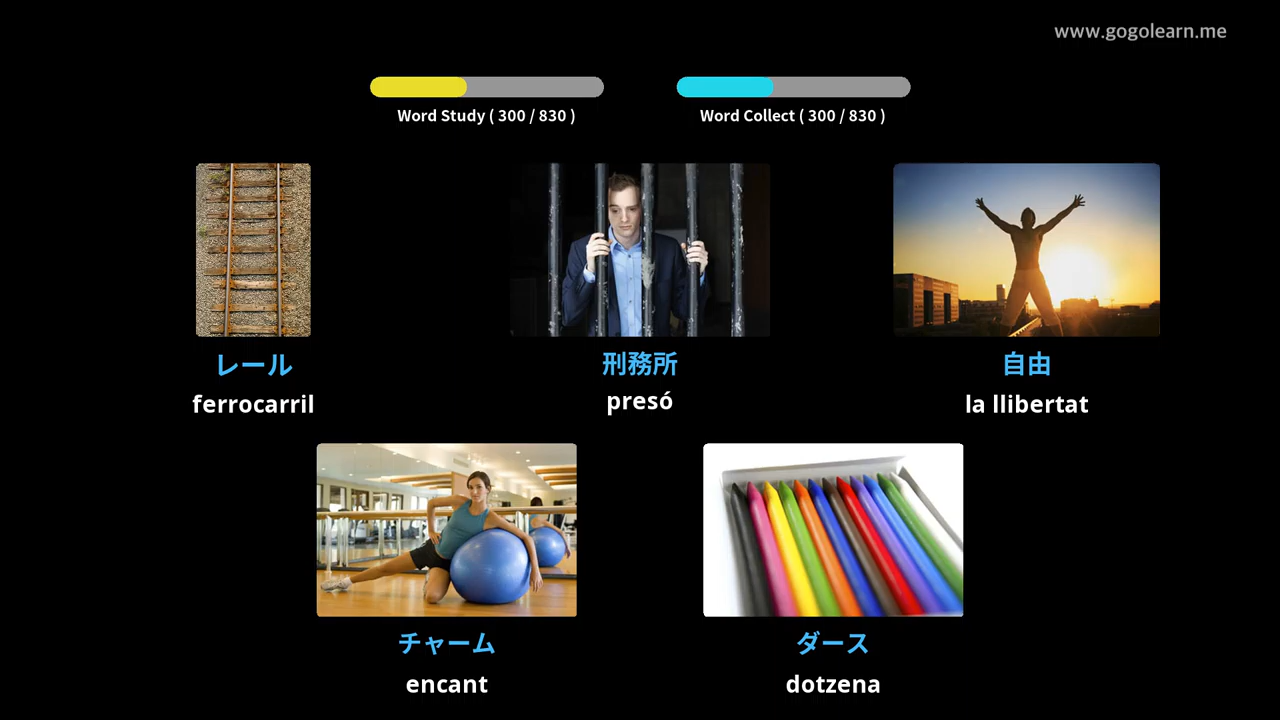 www.gogolearn.me
Word Study ( 300 / 830 )
Word Collect ( 300 / 830 )
レール
刑務所
自由
ferrocarril
presó
la llibertat
チャーム
ダース
encant
dotzena